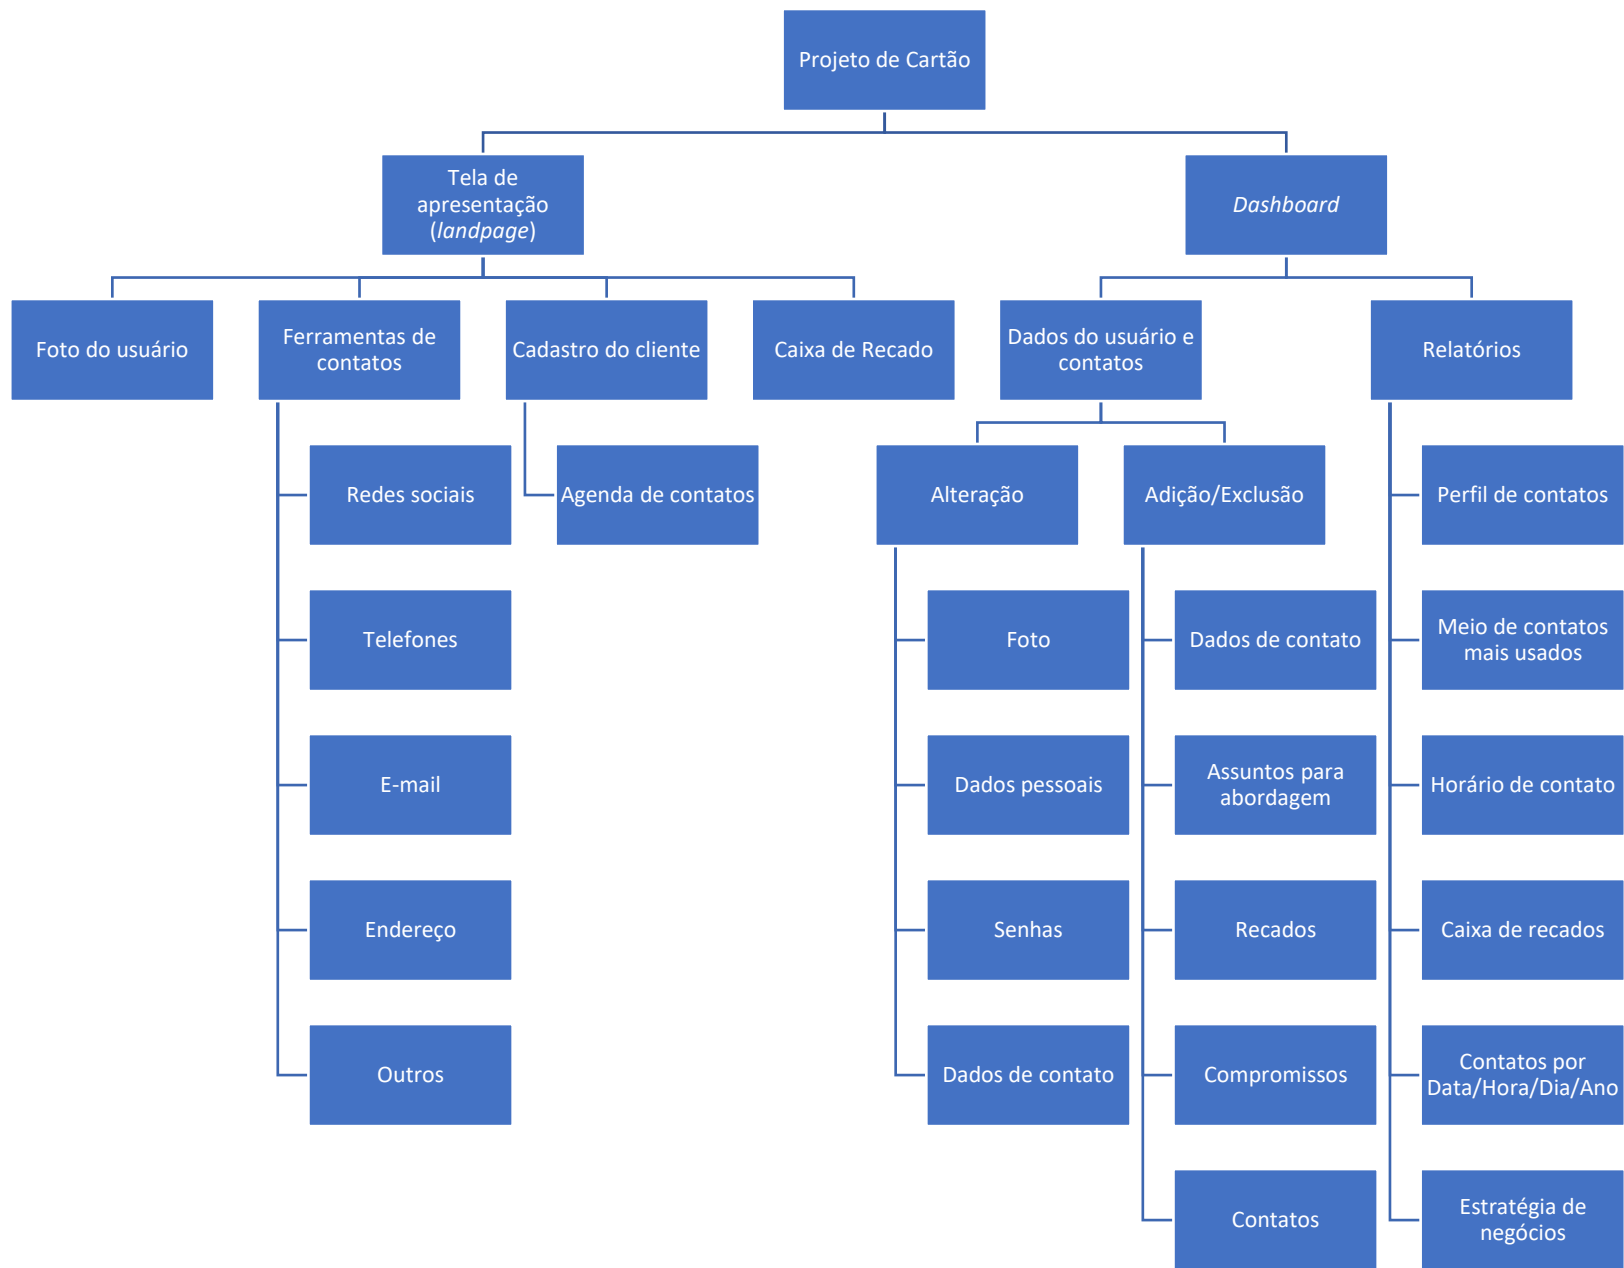 Projeto de Cartão
Tela de
apresentação
(landpage)
Dashboard
Foto do usuário
Ferramentas de
contatos
Cadastro do cliente
Caixa de Recado
Dados do usuário e
contatos
Relatórios
Redes sociais
Agenda de contatos
Alteração
Adição/Exclusão
Perfil de contatos
Telefones
Foto
Dados de contato
Meio de contatos
mais usados
E-mail
Dados pessoais
Assuntos para
abordagem
Horário de contato
Endereço
Senhas
Recados
Caixa de recados
Outros
Dados de contato
Compromissos
Contatos por
Data/Hora/Dia/Ano
Contatos
Estratégia de
negócios